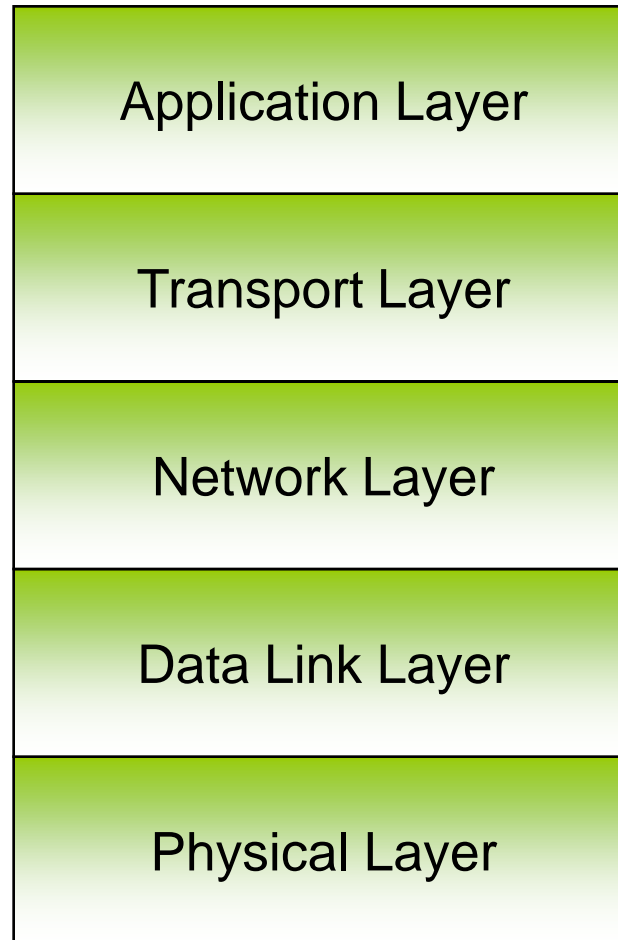 Application Layer
Transport Layer
Network Layer
Data Link Layer
Physical Layer